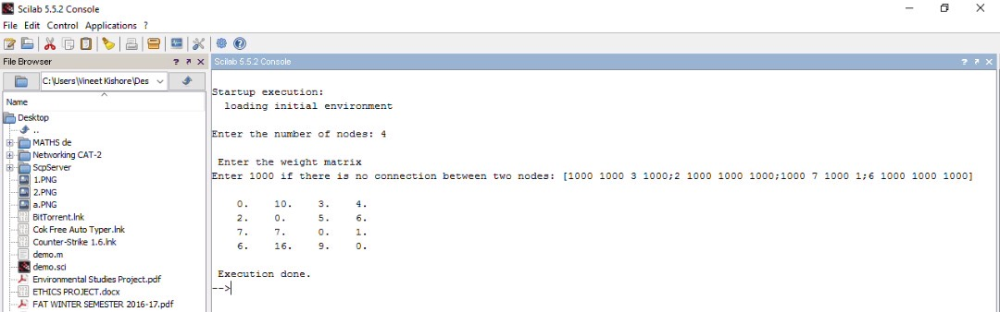 Scilab 5.5.2 Console
File Edit Control Applications ?
File Browser ? ↗ X
Scilab 5.5.2 Console ? ↗ X
C:\Users\Vineet Kishore\Des
Name
Desktop
..
MATHS de
Networking CAT-2
ScpServer
1.PNG
2.PNG
a.PNG
BitTorrent.lnk
Cok Free Auto Typer.lnk
Counter-Strike 1.6.lnk
demo.m
demo.sci
Environmental Studies Project.pdf
ETHICS PROJECT.docx
FAT WINTER SEMESTER 2016-17.pdf
Startup execution:
loading initial environment
Enter the number of nodes: 4
Enter the weight matrix
Enter 1000 if there is no connection between two nodes: [1000 1000 3 1000;2 1000 1000 1000;1000 7 1000 1;6 1000 1000 1000]
0. 10. 3. 4.
2. 0. 5. 6.
7. 7. 0. 1.
6. 16. 9. 0.
Execution done.
-->